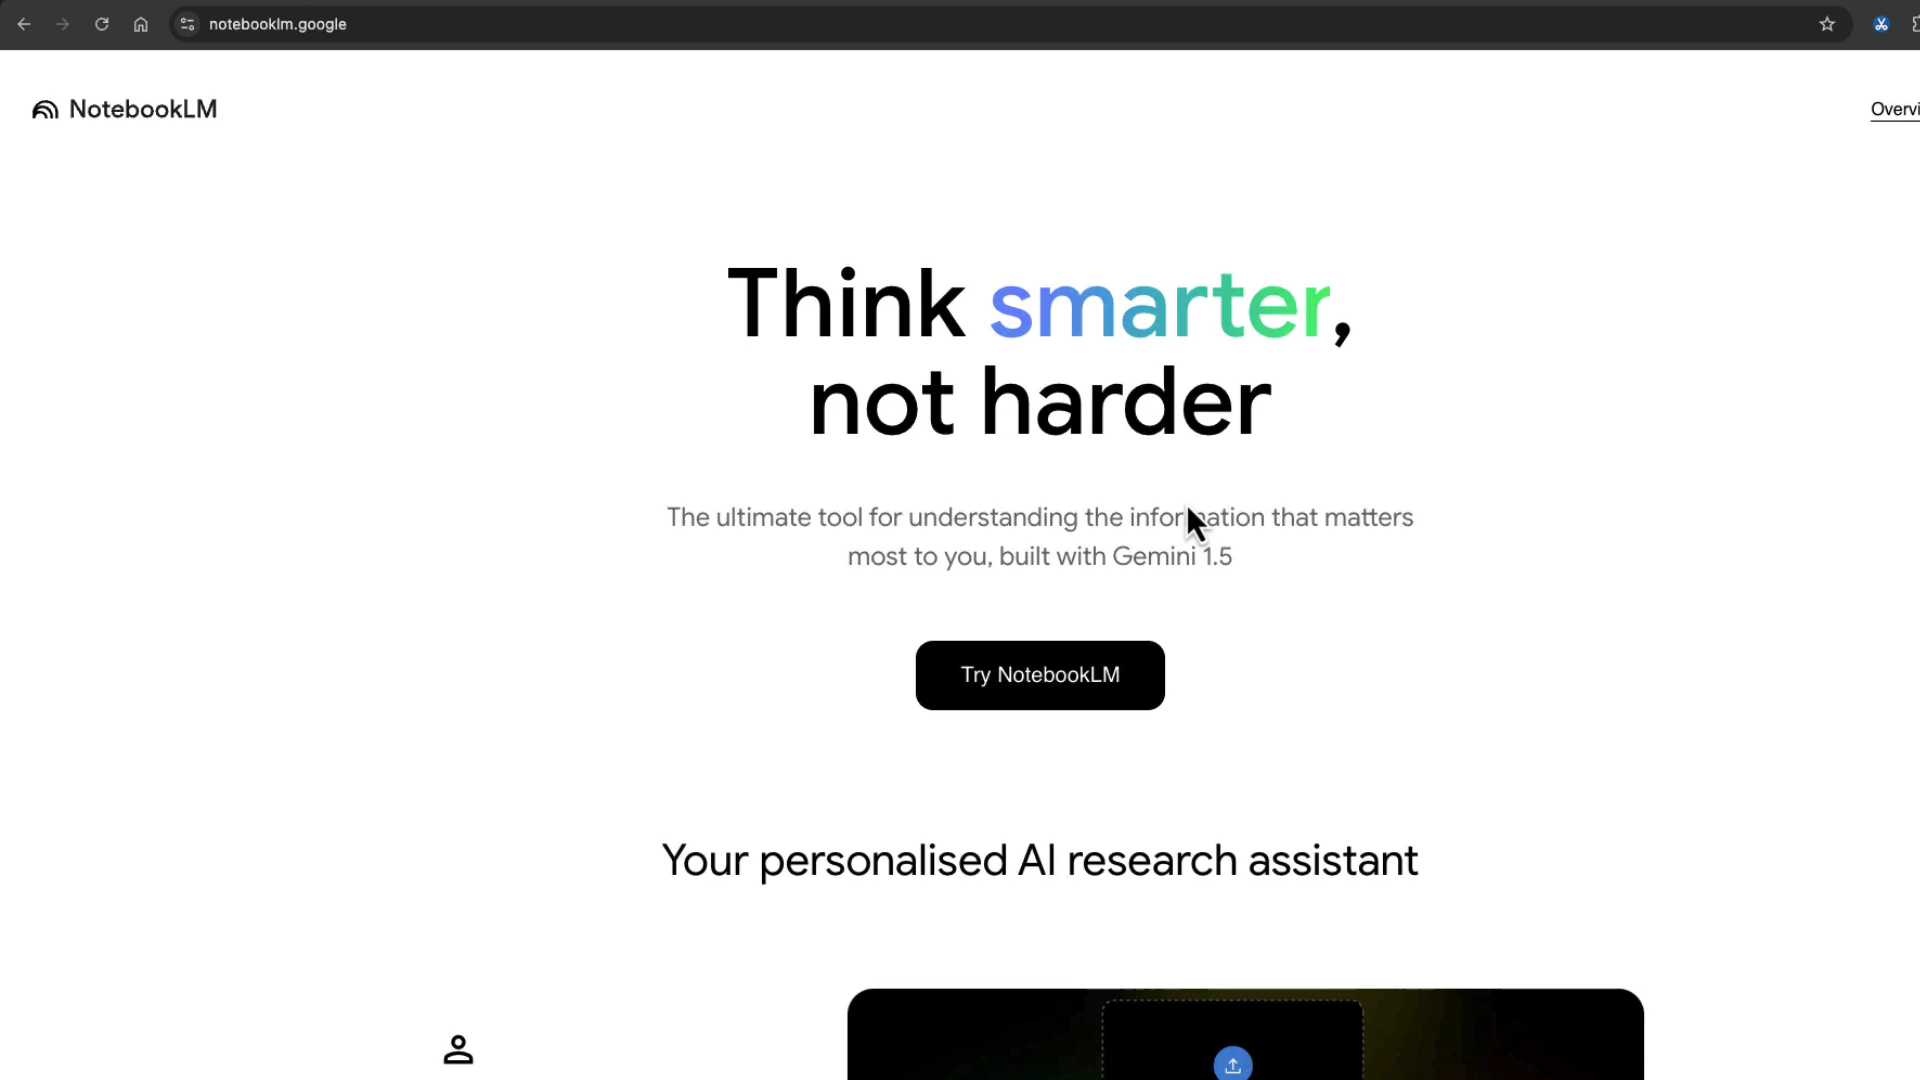 notebooklm.google
NotebookLM
Overvi
Think smarter,
not harder
The ultimate tool for understanding the information that matters
most to you, built with Gemini 1.5
Try NotebookLM
Your personalised AI research assistant